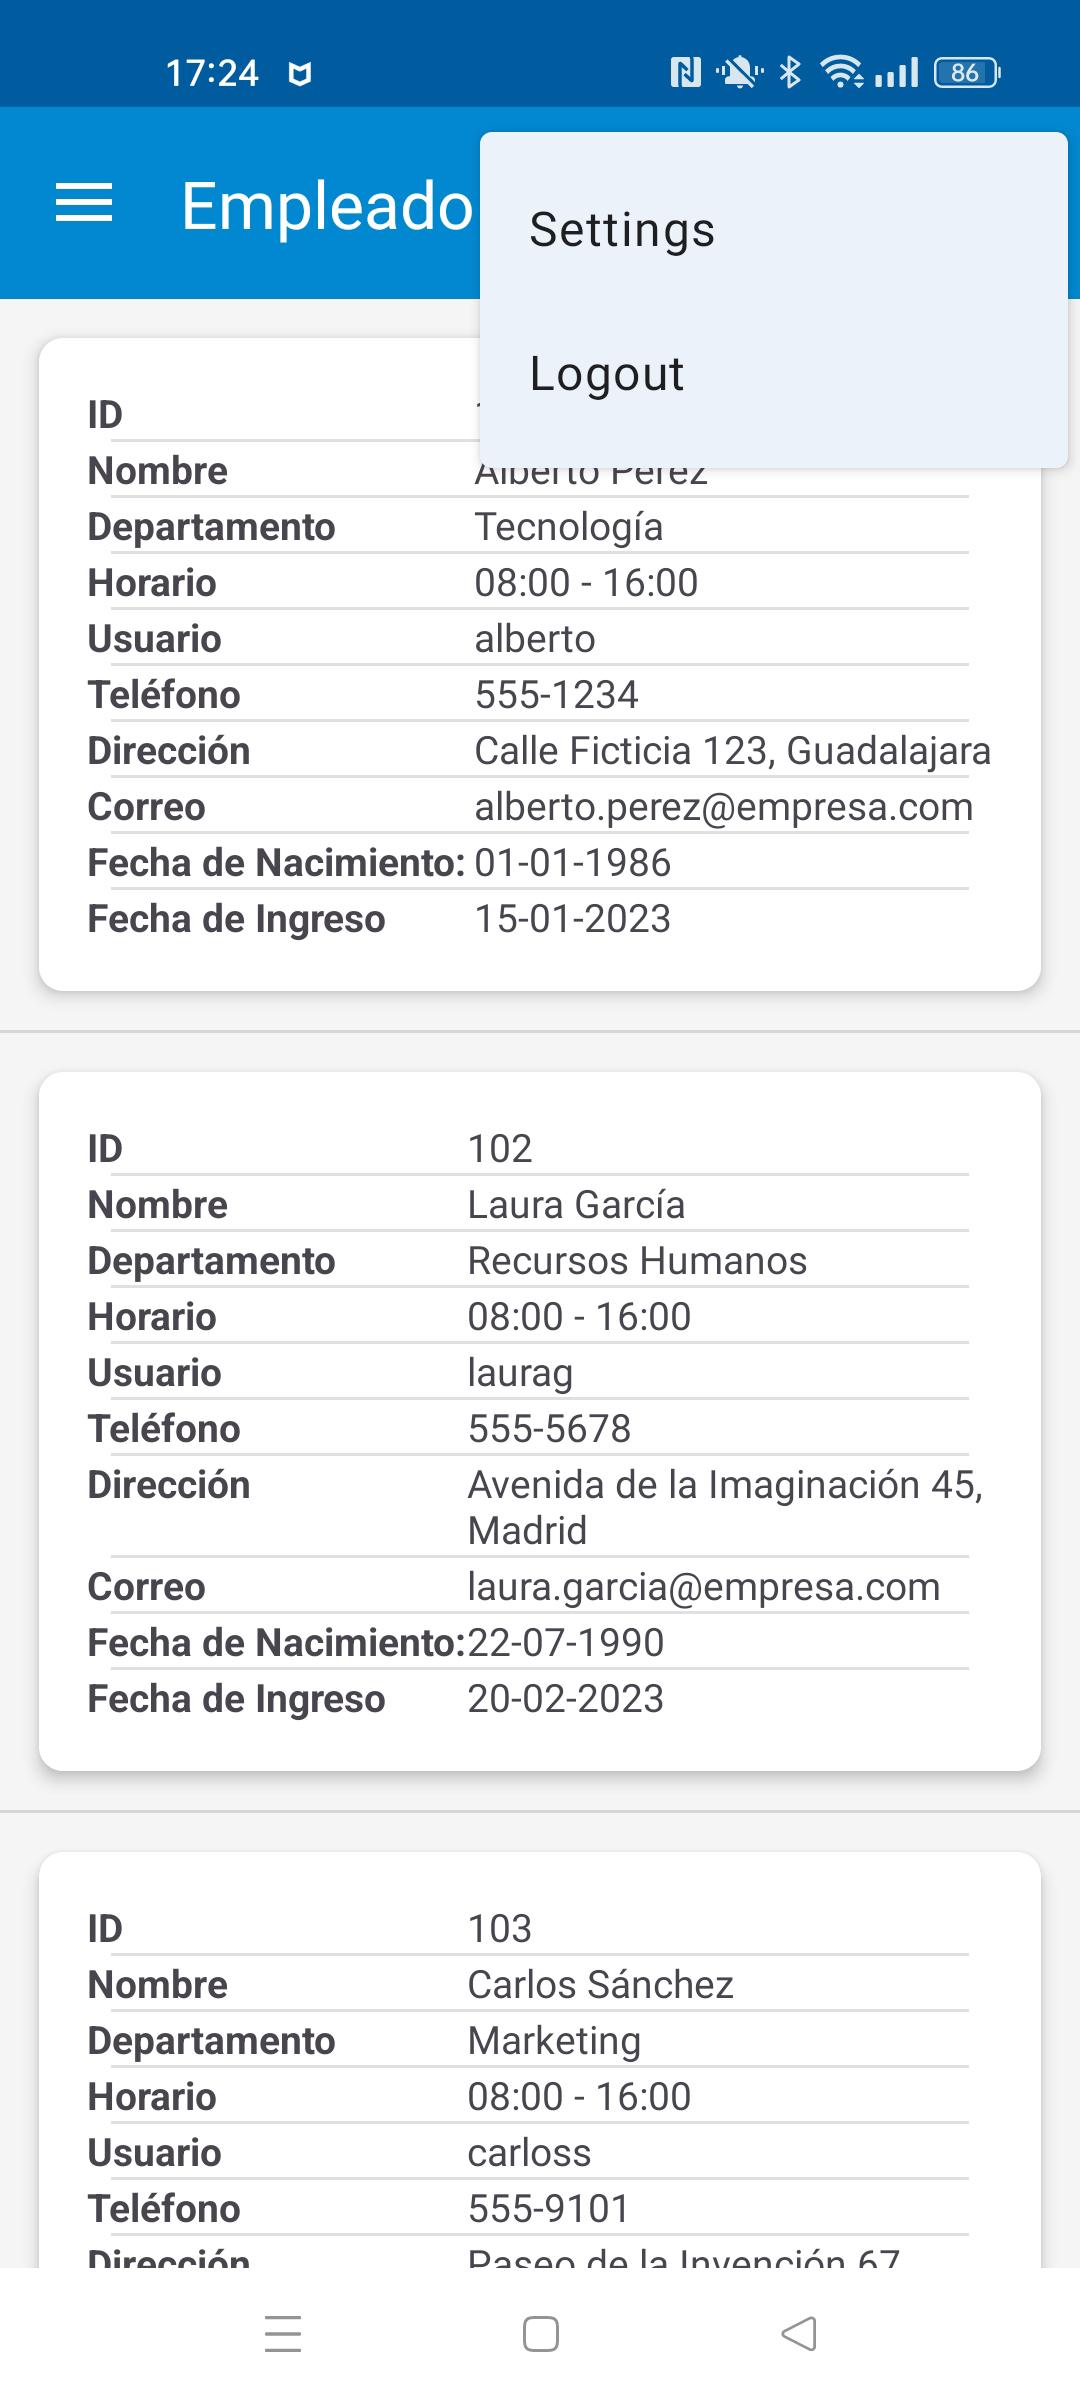 17:24
86
Empleado
Settings
Logout
ID
Nombre Alberto Perez
Departamento Tecnología
Horario 08:00 - 16:00
Usuario alberto
Teléfono 555-1234
Dirección Calle Ficticia 123, Guadalajara
Correo alberto.perez@empresa.com
Fecha de Nacimiento: 01-01-1986
Fecha de Ingreso 15-01-2023
ID 102
Nombre Laura García
Departamento Recursos Humanos
Horario 08:00 - 16:00
Usuario laurag
Teléfono 555-5678
Dirección Avenida de la Imaginación 45,
Madrid
Correo laura.garcia@empresa.com
Fecha de Nacimiento: 22-07-1990
Fecha de Ingreso 20-02-2023
ID 103
Nombre Carlos Sánchez
Departamento Marketing
Horario 08:00 - 16:00
Usuario carloss
Teléfono 555-9101
Dirección Paseo de la Invención 67